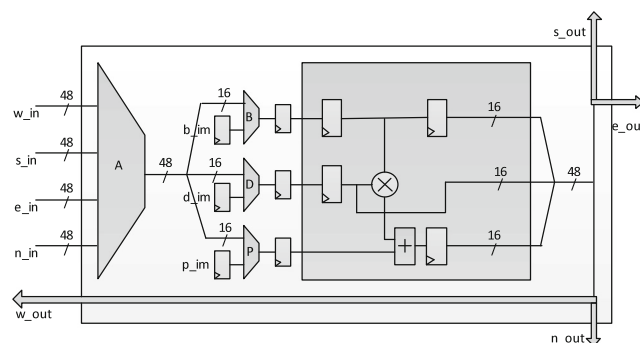 s_out
48
w_in
16
B
b_im
16
e_ou
48
s_in
A
48
16
D
d_im
16
48
48
e_in
16
P
p_im
16
48
n_in
w_out
n_out